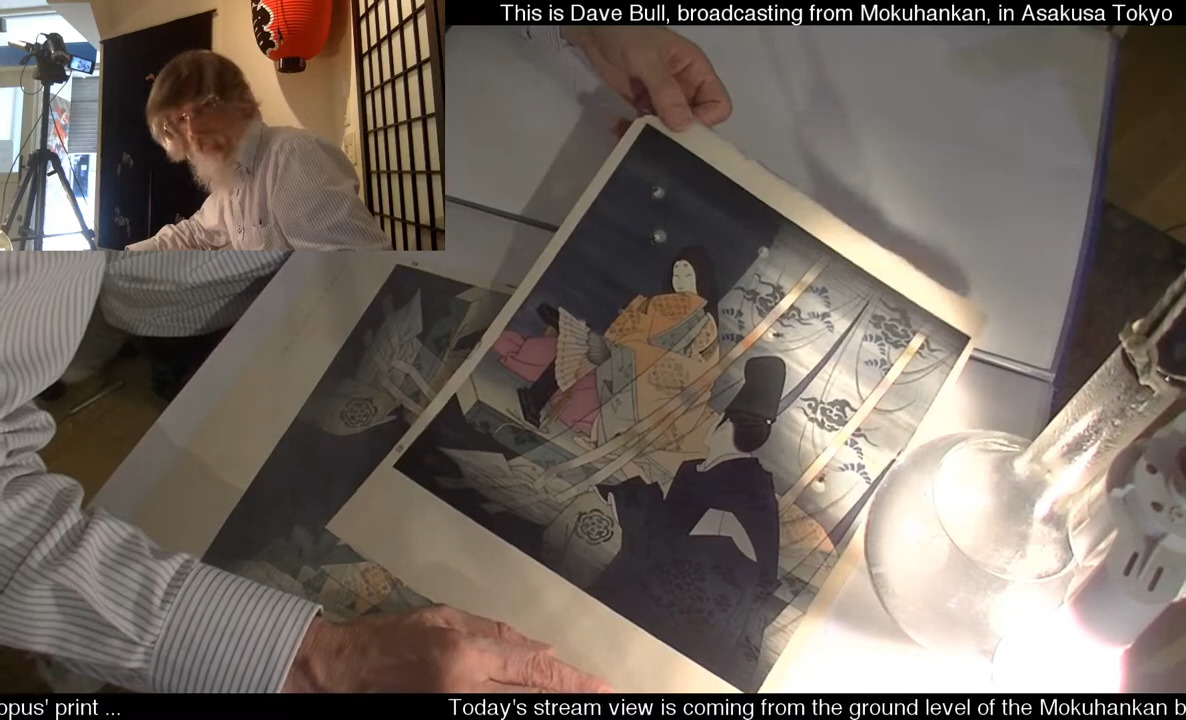 This is Dave Bull, broadcasting from Mokuhankan, in Asakusa Tokyo
opus' print ...
Today's stream view is coming from the ground level of the Mokuhankan b